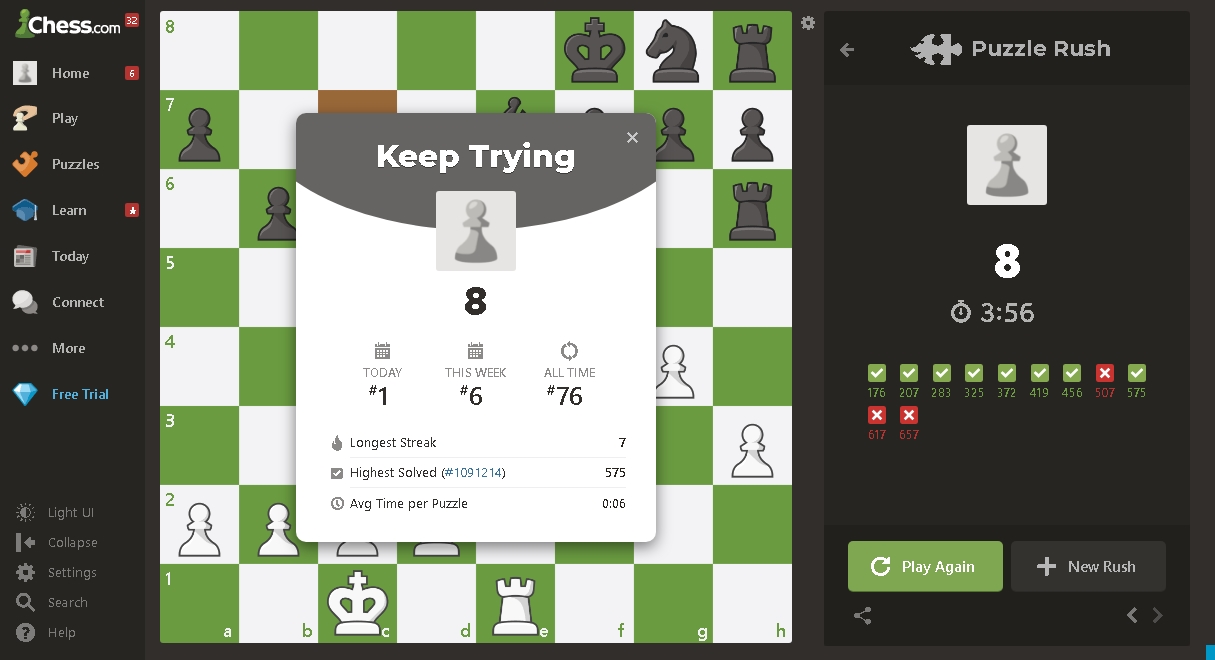 Chess.com
32
Home
6
Play
Puzzles
Learn
Today
Connect
More
Free Trial
Light UI
Collapse
Settings
Search
Help
8
7
6
5
4
3
2
1
a
b
c
d
e
f
g
h
Keep Trying
8
TODAY
THIS WEEK
ALL TIME
#1
#6
#76
Longest Streak
7
Highest Solved (#1091214)
575
Avg Time per Puzzle
0:06
Puzzle Rush
8
3:56
176 207 283 325 372 419 456 507 575
617 657
Play Again
New Rush